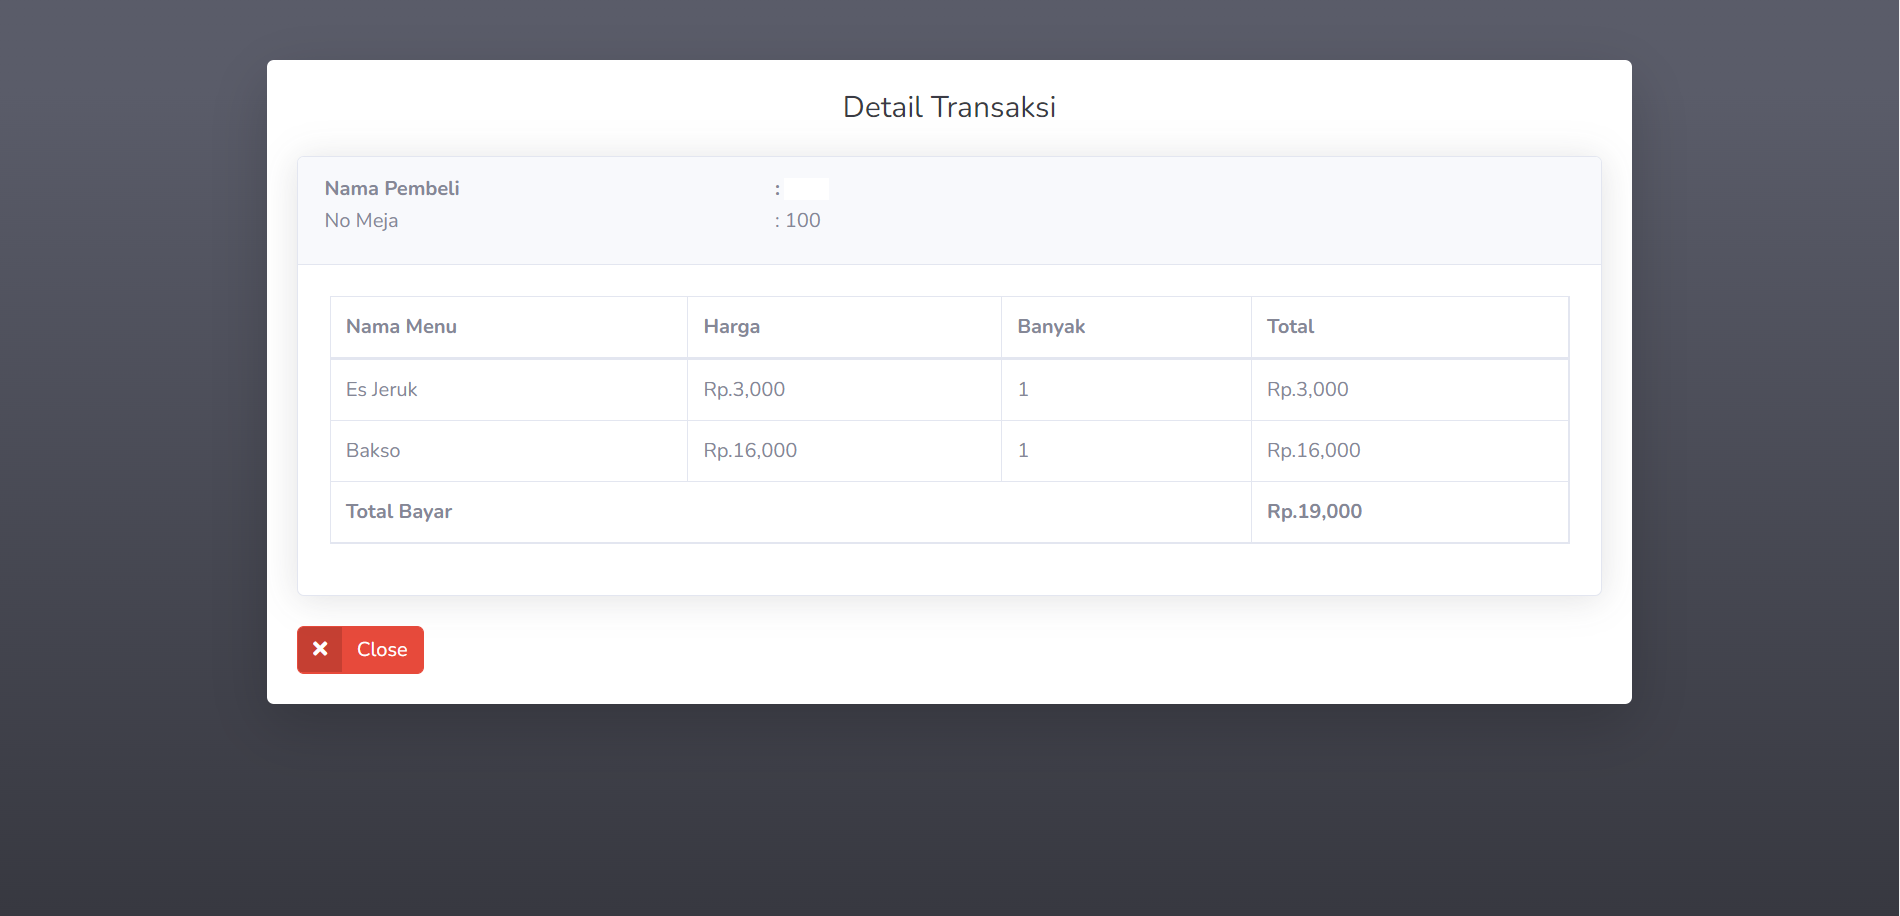 Detail Transaksi
Nama Pembeli :
No Meja : 100
Nama Menu Harga Banyak Total
Es Jeruk Rp.3,000 1 Rp.3,000
Bakso Rp.16,000 1 Rp.16,000
Total Bayar Rp.19,000
Close